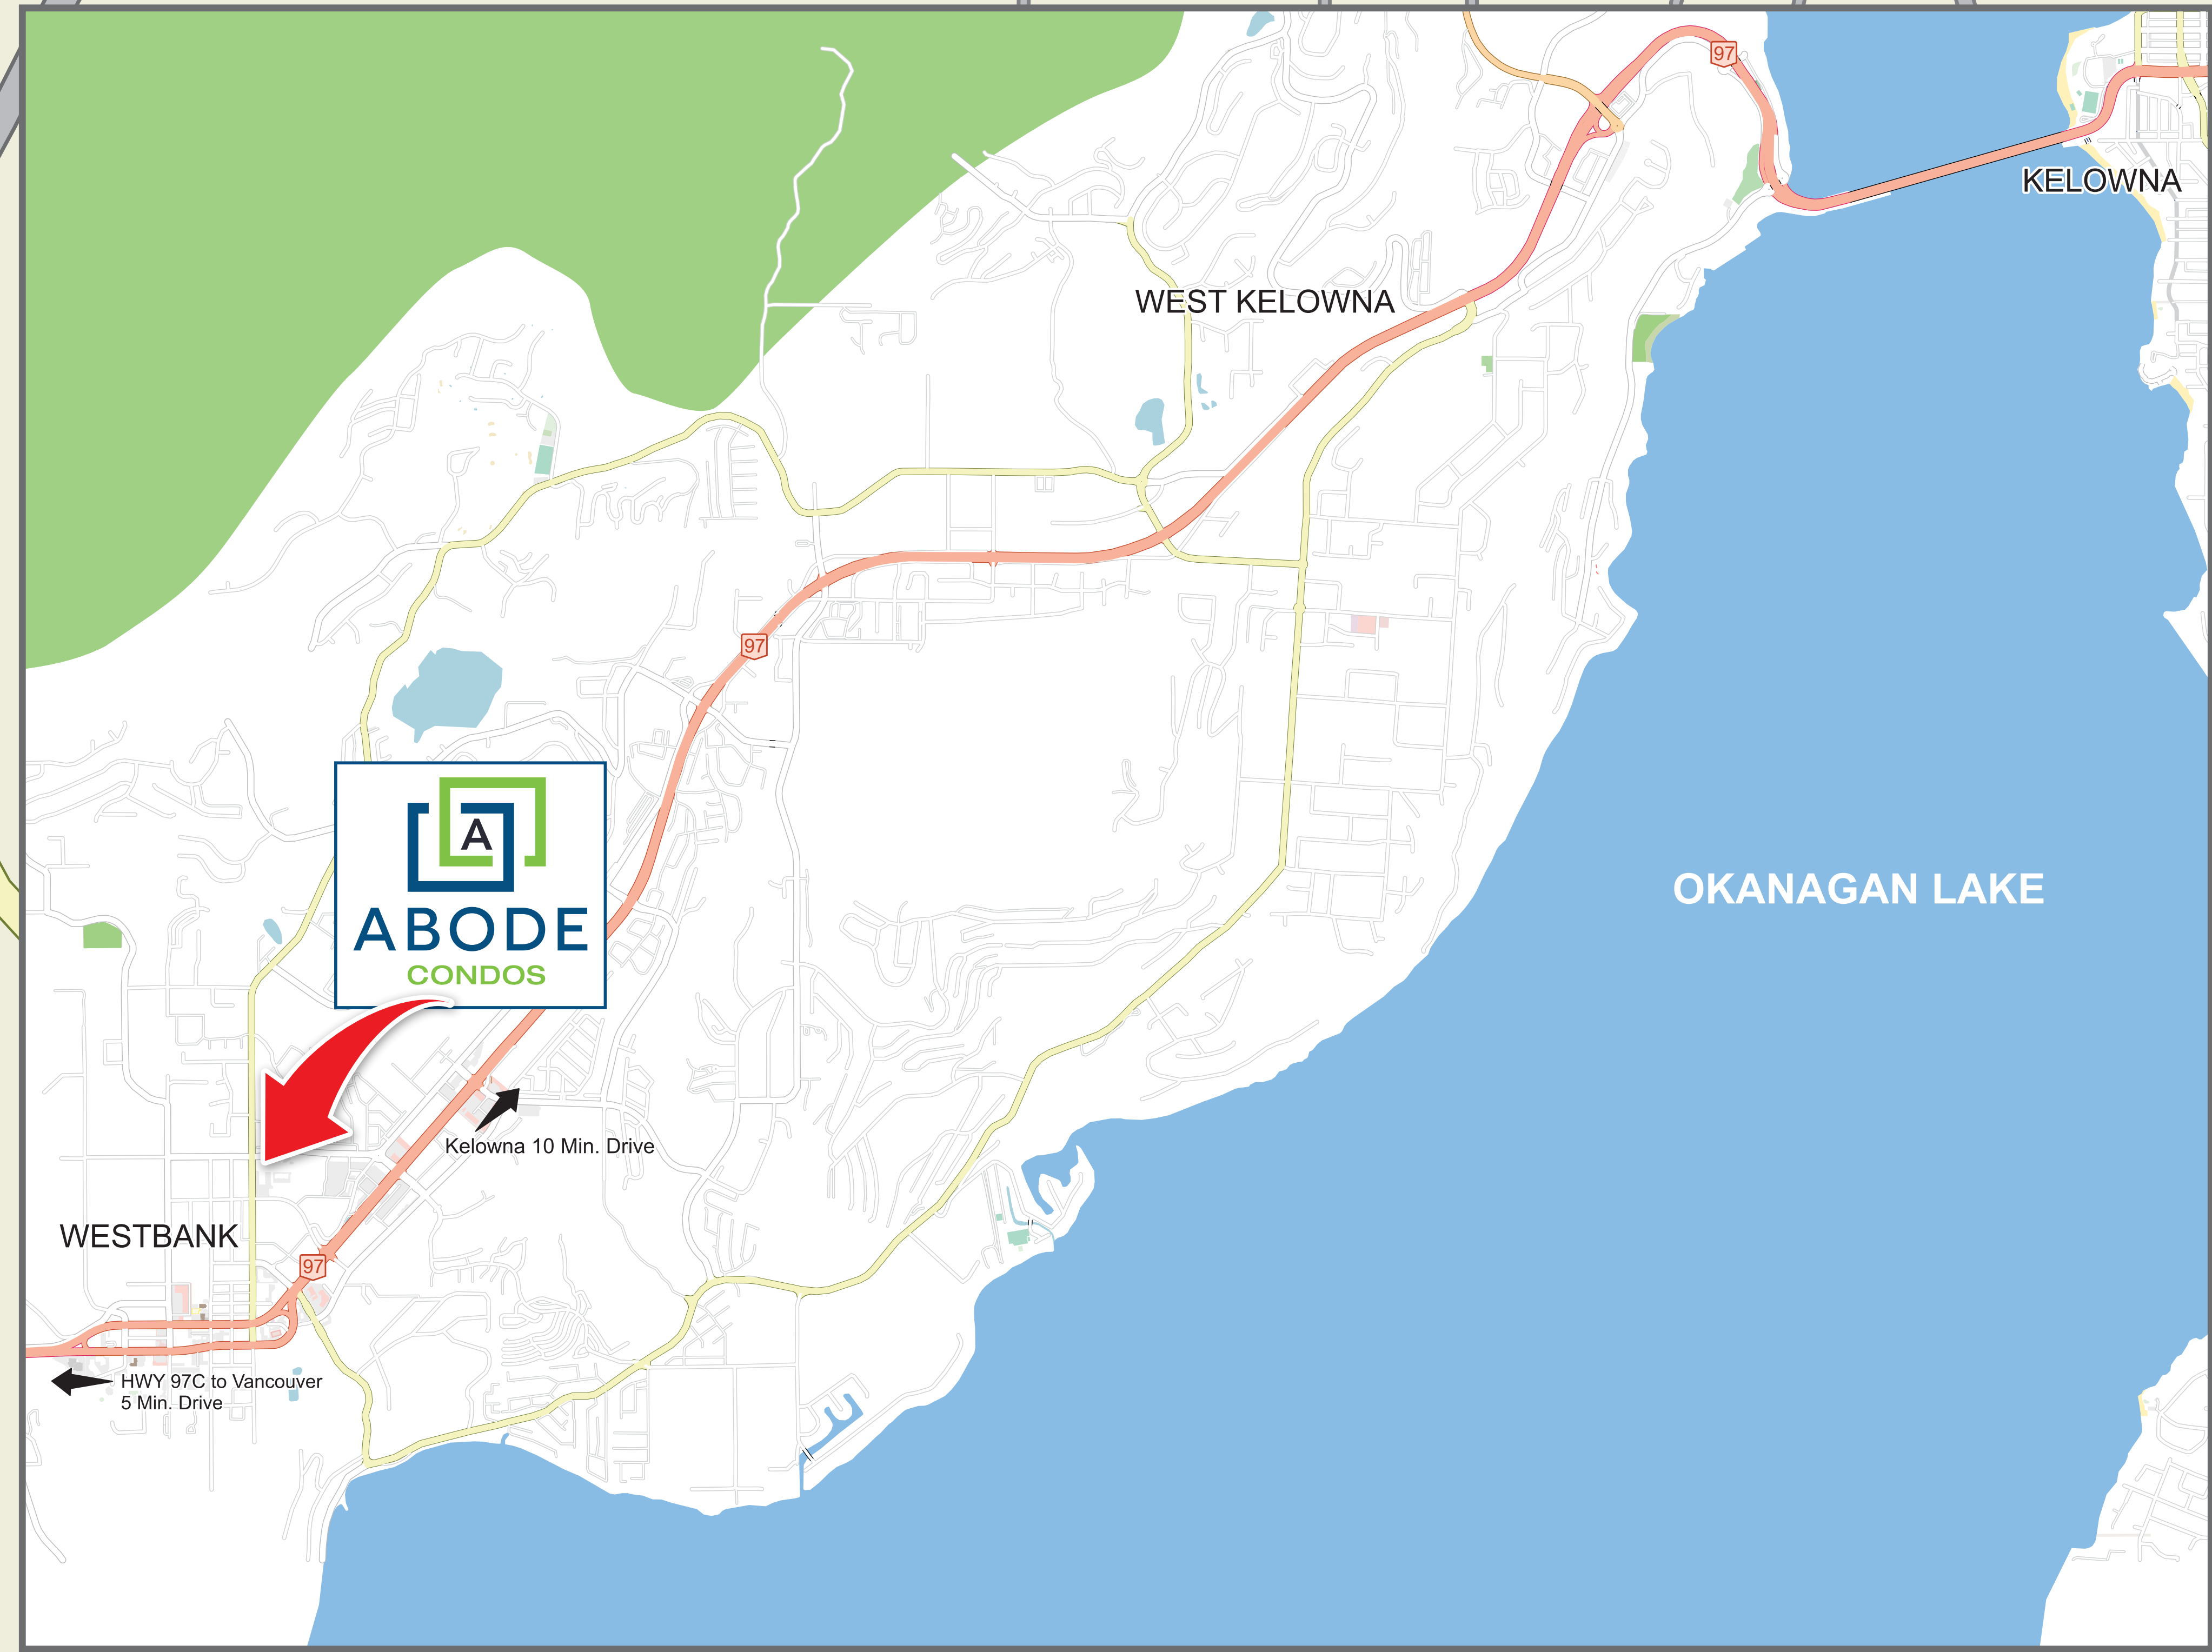 97
KELOWNA
WEST KELOWNA
97
A
ABODE
CONDOS
OKANAGAN LAKE
Kelowna 10 Min. Drive
WESTBANK
97
HWY 97C to Vancouver
5 Min. Drive